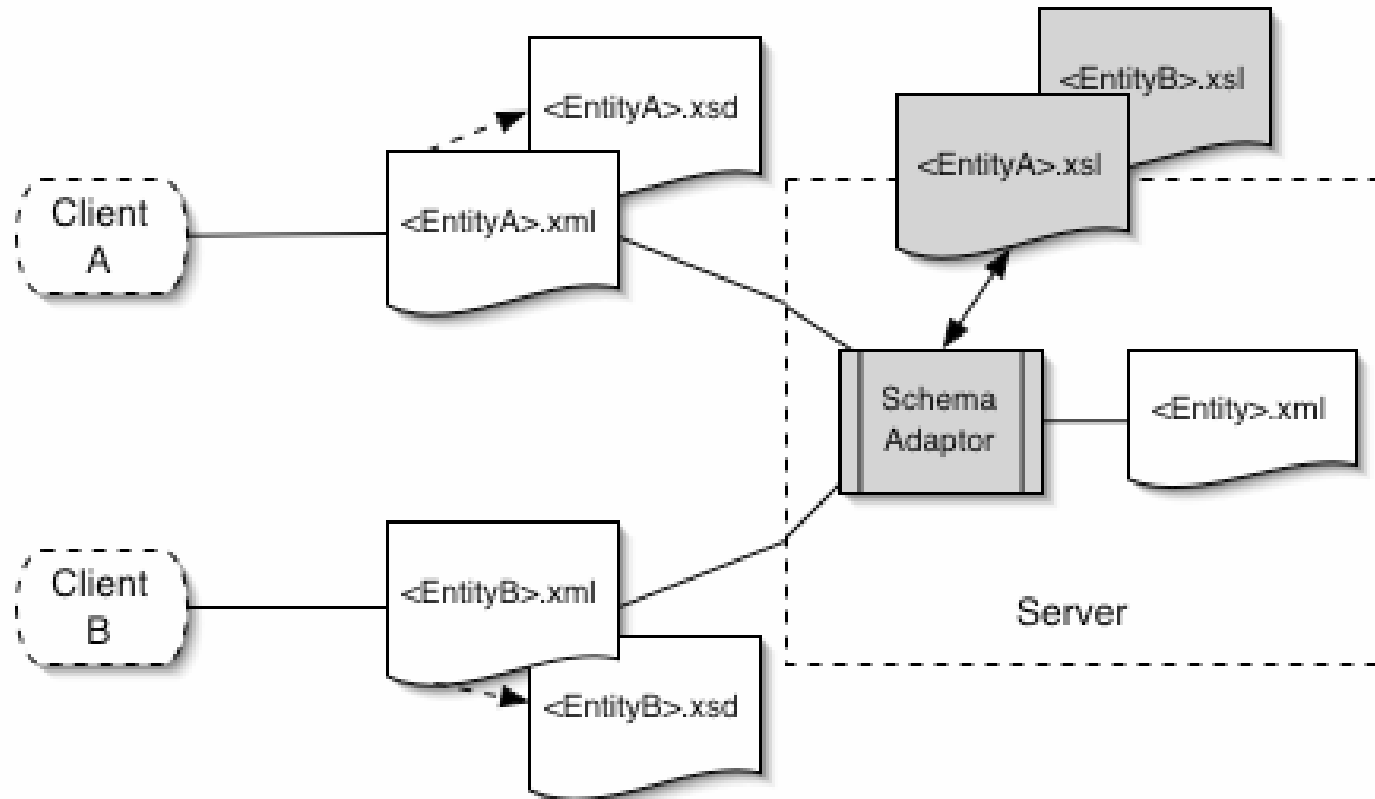 <EntityB>.xsl
<EntityA>.xsd
<EntityA>.xsl
Client
A
<EntityA>.xml
Schema
Adaptor
<Entity>.xml
Client
B
<EntityB>.xml
Server
<EntityB>.xsd